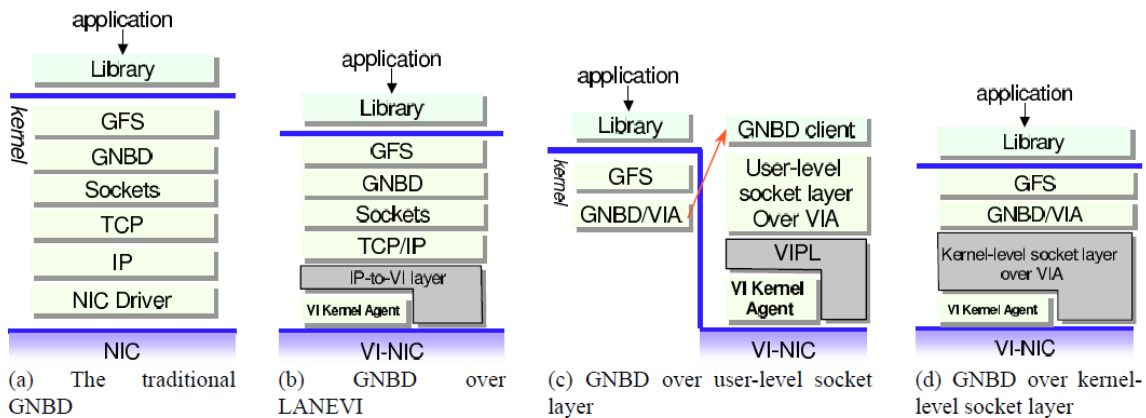 application
Library
kernel
GFS
GNBD
Sockets
TCP
IP
NIC Driver
NIC
(a) The traditional
GNBD
application
Library
GFS
GNBD
Sockets
TCP/IP
IP-to-VI layer
VI Kernel Agent
VI-NIC
(b) GNBD over
LANEVI
application
Library
kernel
GFS
GNBD/VIA
GNBD client
User-level
socket layer
Over VIA
VIPL
VI Kernel
Agent
VI-NIC
(c) GNBD over user-level socket
layer
application
Library
GFS
GNBD/VIA
Kernel-level socket layer
over VIA
VI Kernel Agent
VI-NIC
(d) GNBD over kernel-
level socket layer